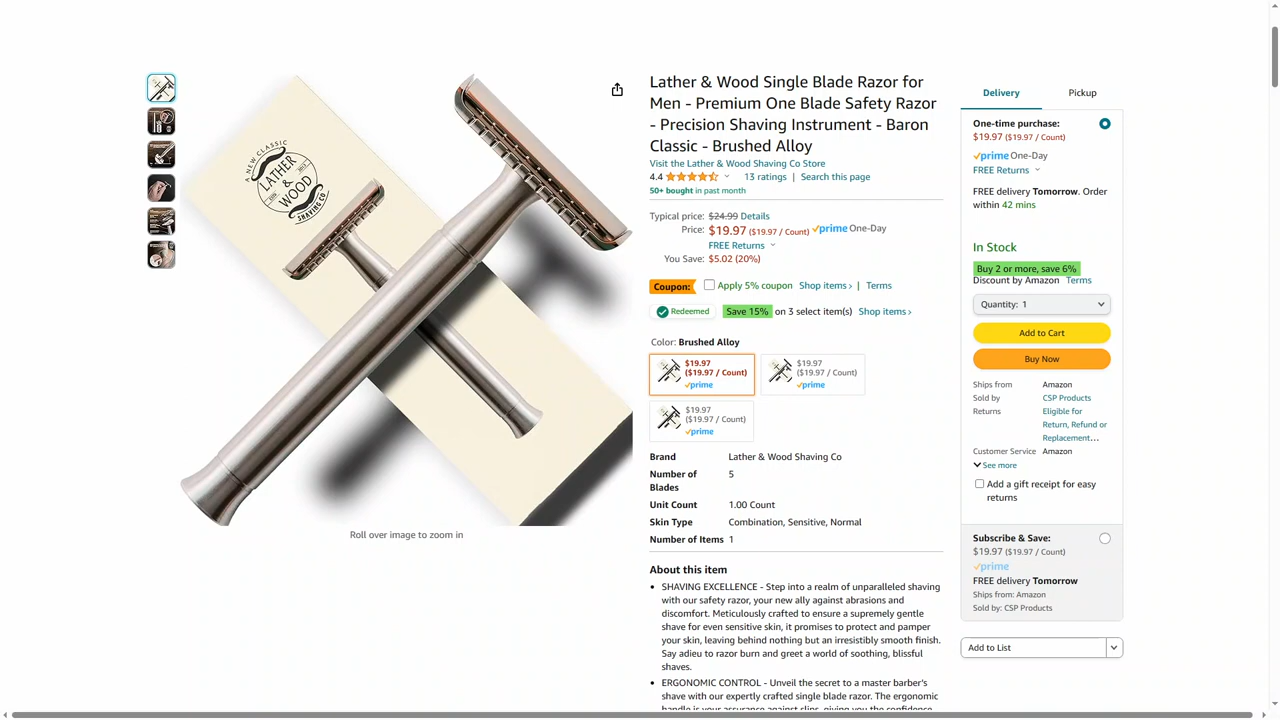 A NEW CLASSIC
LATHER
&
WOOD
SHAVING CO.
Roll over image to zoom in
Lather & Wood Single Blade Razor for
Men - Premium One Blade Safety Razor
- Precision Shaving Instrument - Baron
Classic - Brushed Alloy
Visit the Lather & Wood Shaving Co Store
4.4 13 ratings | Search this page
50+ bought in past month
Typical price: $24.99 Details
Price: $19.97 ($19.97 / Count) prime One-Day
FREE Returns
You Save: $5.02 (20%)
Coupon: Apply 5% coupon Shop items › | Terms
Redeemed Save 15% on 3 select item(s) Shop items ›
Color: Brushed Alloy
$19.97
($19.97 / Count)
prime
$19.97
($19.97 / Count)
prime
$19.97
($19.97 / Count)
prime
Brand Lather & Wood Shaving Co
Number of 5
Blades
Unit Count 1.00 Count
Skin Type Combination, Sensitive, Normal
Number of Items 1
About this item
• SHAVING EXCELLENCE - Step into a realm of unparalleled shaving
with our safety razor, your new ally against abrasions and
discomfort. Meticulously crafted to ensure a supremely gentle
shave for even sensitive skin, it promises to protect and pamper
your skin, leaving behind nothing but an irresistibly smooth finish.
Say adieu to razor burn and greet a world of soothing, blissful
shaves.
• ERGONOMIC CONTROL - Unveil the secret to a master barber's
shave with our expertly crafted single blade razor. The ergonomic
handle is your assurance against slips, giving you the confidence
Delivery Pickup
One-time purchase:
$19.97 ($19.97 / Count)
prime One-Day
FREE Returns
FREE delivery Tomorrow. Order
within 42 mins
In Stock
Buy 2 or more, save 6%
Discount by Amazon Terms
Quantity: 1
Add to Cart
Buy Now
Ships from Amazon
Sold by CSP Products
Returns Eligible for
Return, Refund or
Replacement…
Customer Service Amazon
See more
Add a gift receipt for easy
returns
Subscribe & Save:
$19.97 ($19.97 / Count)
prime
FREE delivery Tomorrow
Ships from: Amazon
Sold by: CSP Products
Add to List